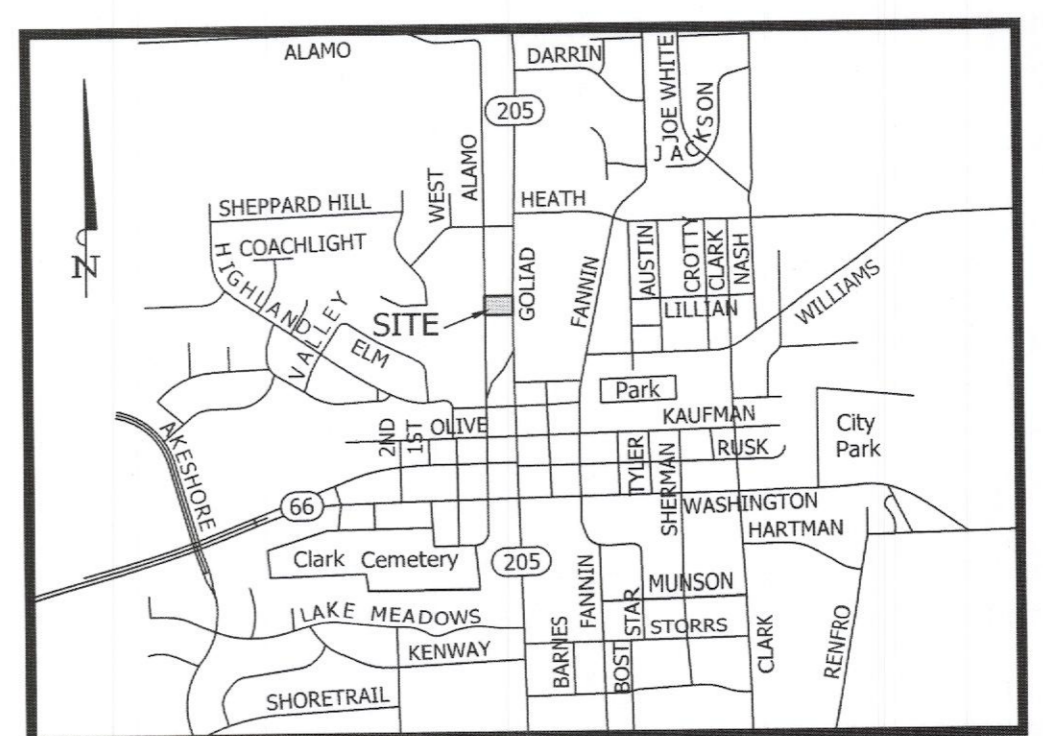 ALAMO
DARRIN
JOE WHITE
JACKSON
205
ALAMO
WEST
SHEPPARD HILL
HEATH
COACHLIGHT
HIGHLAND
N
VALLEY
ELM
SITE
GOLIAD
FANNIN
AUSTIN
CROTTY
CLARK
NASH
LILLIAN
WILLIAMS
Park
KAUFMAN
City
Park
OLIVE
2ND
1ST
RUSK
TYLER
SHERMAN
AKESHORE
66
WASHINGTON
HARTMAN
Clark Cemetery
205
FANNIN
STAR
MUNSON
LAKE MEADOWS
STORRS
BARNES
BOST
CLARK
RENFRO
KENWAY
SHORETRAIL